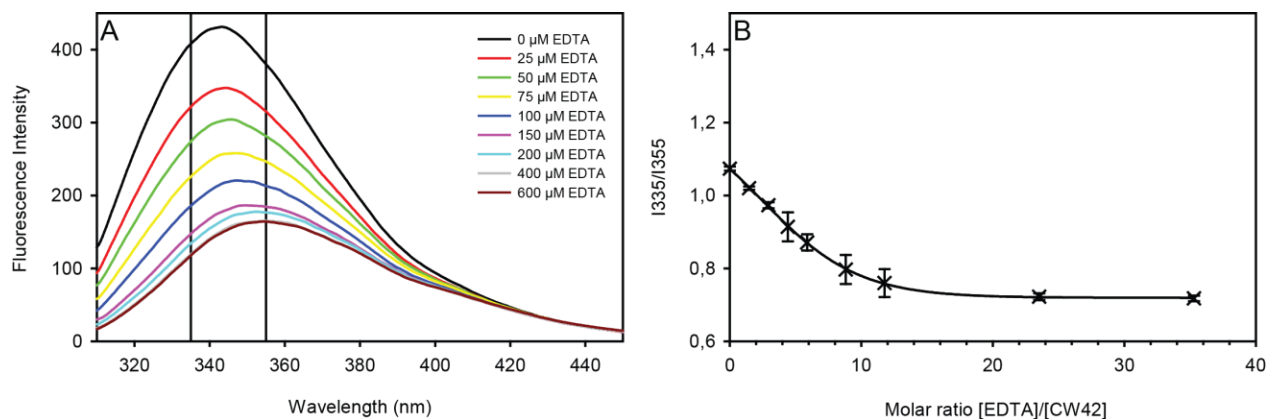 A
400
300
200
100
0
Fluorescence Intensity
320 340 360 380 400 420 440
Wavelength (nm)
0 µM EDTA
25 µM EDTA
50 µM EDTA
75 µM EDTA
100 µM EDTA
150 µM EDTA
200 µM EDTA
400 µM EDTA
600 µM EDTA
B
1,4
1,2
1,0
0,8
0,6
I335/I355
0 10 20 30 40
Molar ratio [EDTA]/[CW42]